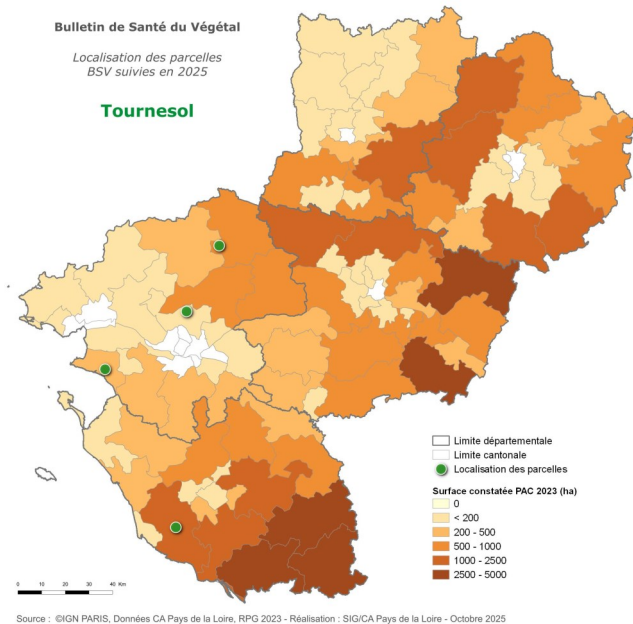 Bulletin de Santé du Végétal
Localisation des parcelles
BSV suivies en 2025
Tournesol
Limite départementale
Limite cantonale
Localisation des parcelles
Surface constatée PAC 2023 (ha)
0
< 200
200 - 500
500 - 1000
1000 - 2500
2500 - 5000
0 10 20 30 40 Km
Source : ©IGN PARIS, Données CA Pays de la Loire, RPG 2023 - Réalisation : SIG/CA Pays de la Loire - Octobre 2025